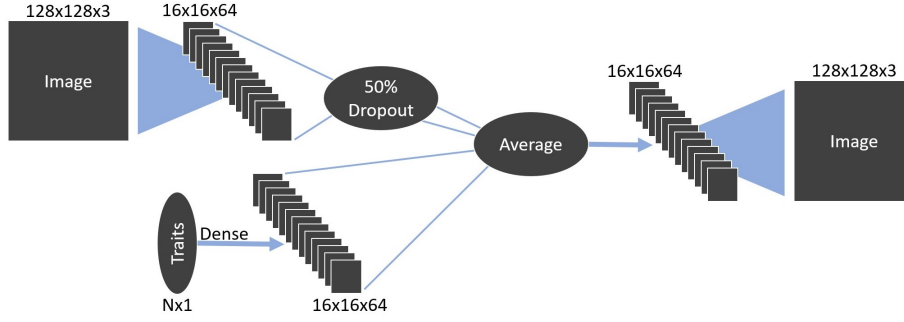 128x128x3
Image
16x16x64
50%
Dropout
Average
Traits
Nx1
Dense
16x16x64
16x16x64
128x128x3
Image